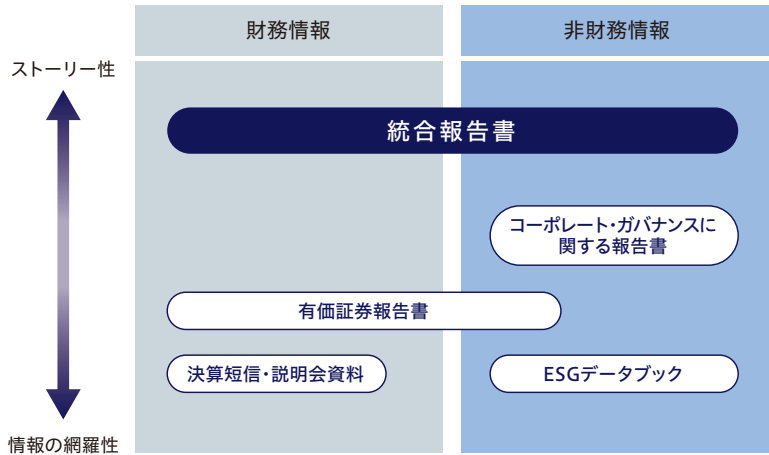 財務情報
非財務情報
ストーリー性
統合報告書
コーポレート・ガバナンスに
関する報告書
有価証券報告書
決算短信・説明会資料
ESGデータブック
情報の網羅性